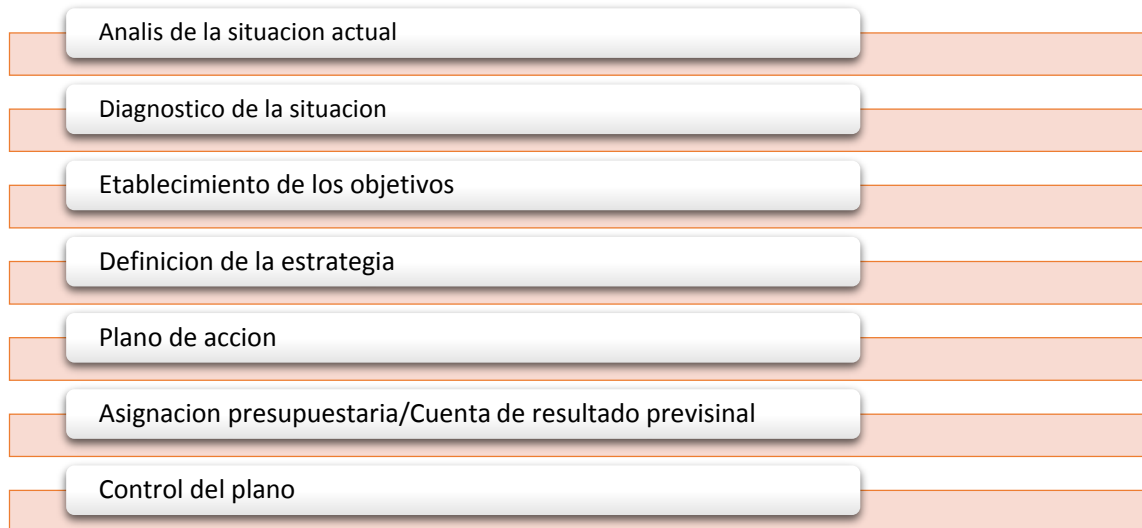 Analis de la situacion actual
Diagnostico de la situacion
Etablecimiento de los objetivos
Definicion de la estrategia
Plano de accion
Asignacion presupuestaria/Cuenta de resultado previsinal
Control del plano